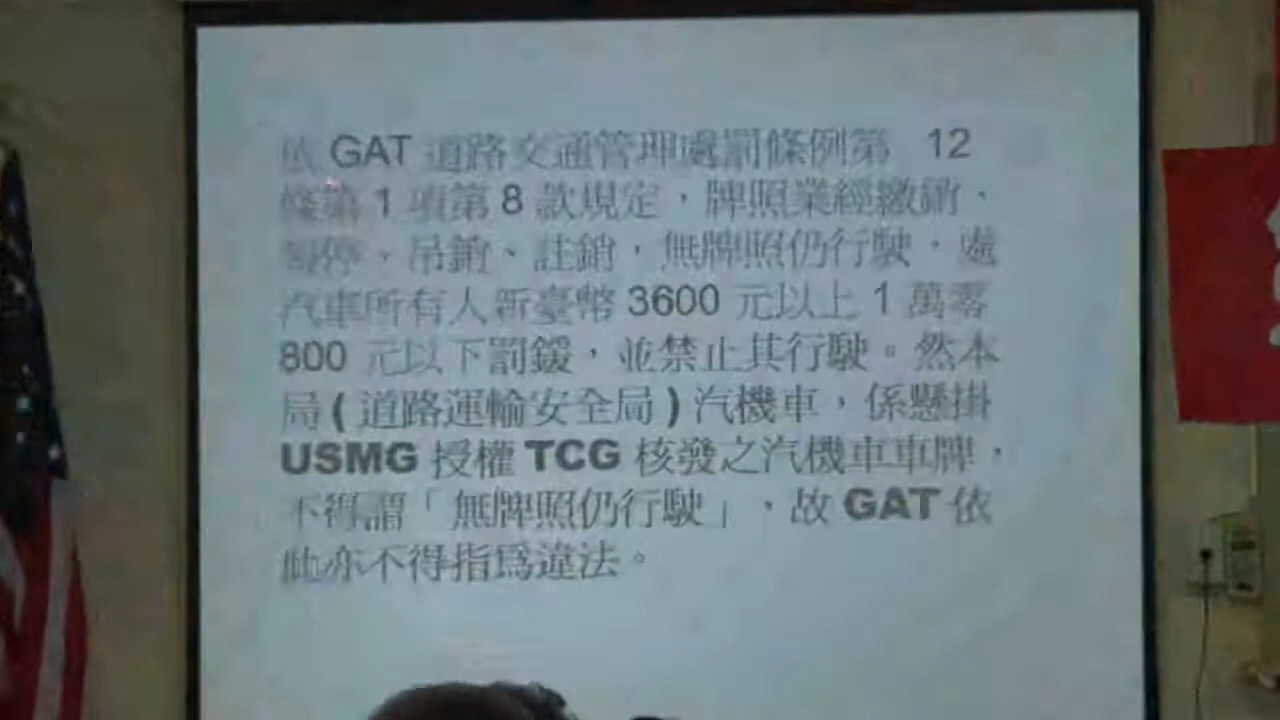 依 GAT 道路交通管理處罰條例第 12
條第 1 項第 8 款規定，牌照業經繳銷、
暫停、吊銷、註銷，無牌照仍行駛。處
汽車所有人新臺幣 3600 元以上 1 萬零
800 元以下罰鍰，並禁止其行駛。然本
局 ( 道路運輸安全局 ) 汽機車，係懸掛
USMG 授權 TCG 核發之汽機車車牌，
不得謂「無牌照仍行駛」，故 GAT 依
此亦不得指為違法。